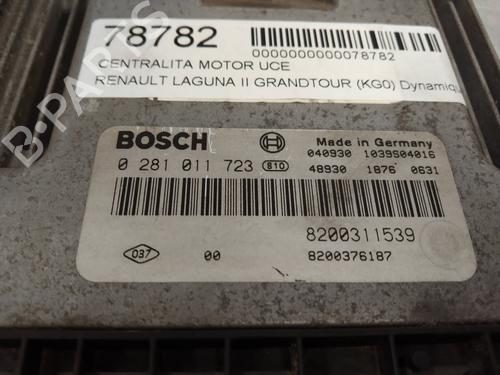 78782
0000000000078782
CENTRALITA MOTOR UCE
RENAULT LAGUNA II GRANDTOUR (KG0) Dynamiq
B-PARTS
BOSCH
Made in Germany
0 281 011 723 810
040930 1039S04016
48930 1876 0631
8200311539
037 00
8200376187